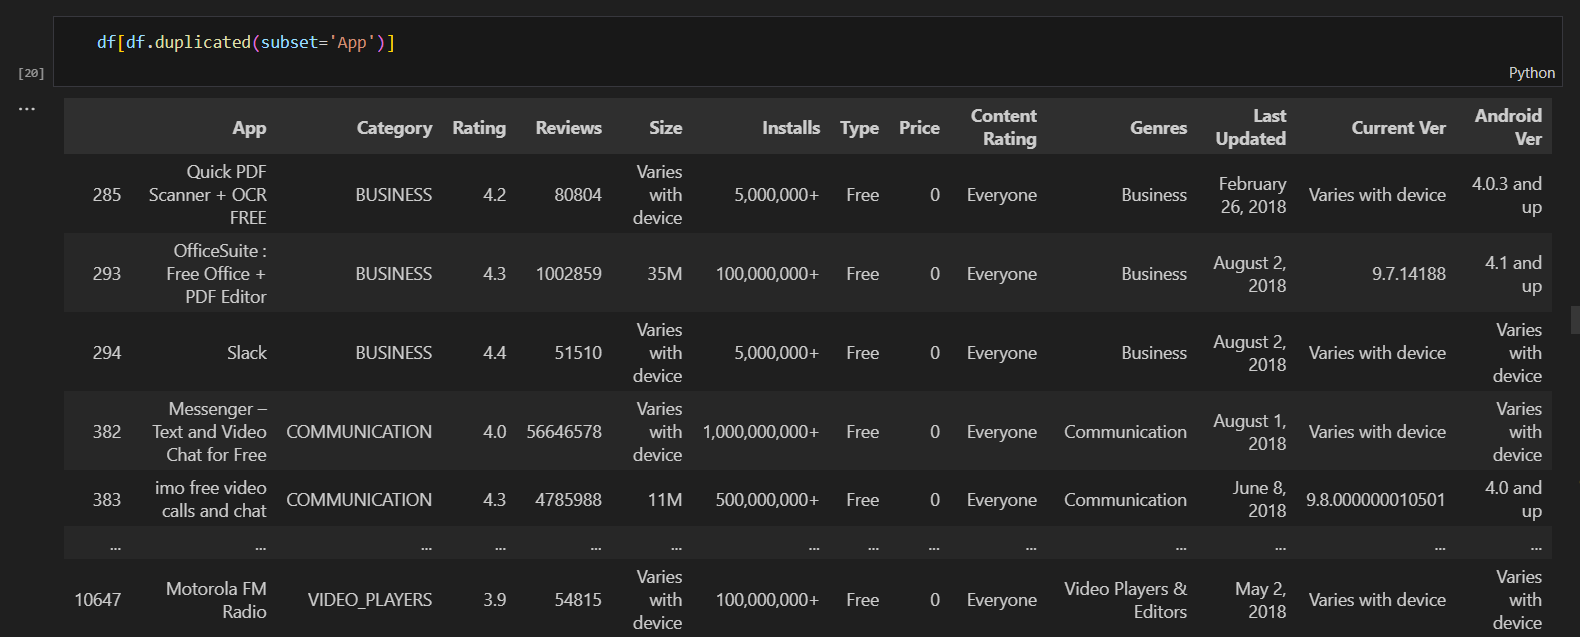 df[df.duplicated(subset='App')]
[20]
Python
...
App Category Rating Reviews Size Installs Type Price Content Rating Genres Last Updated Current Ver Android Ver
285 Quick PDF Scanner + OCR FREE BUSINESS 4.2 80804 Varies with device 5,000,000+ Free 0 Everyone Business February 26, 2018 Varies with device 4.0.3 and up
293 OfficeSuite : Free Office + PDF Editor BUSINESS 4.3 1002859 35M 100,000,000+ Free 0 Everyone Business August 2, 2018 9.7.14188 4.1 and up
294 Slack BUSINESS 4.4 51510 Varies with device 5,000,000+ Free 0 Everyone Business August 2, 2018 Varies with device Varies with device
382 Messenger – Text and Video Chat for Free COMMUNICATION 4.0 56646578 Varies with device 1,000,000,000+ Free 0 Everyone Communication August 1, 2018 Varies with device Varies with device
383 imo free video calls and chat COMMUNICATION 4.3 4785988 11M 500,000,000+ Free 0 Everyone Communication June 8, 2018 9.8.000000010501 4.0 and up
... ... ... ... ... ... ... ... ... ... ... ... ... ...
10647 Motorola FM Radio VIDEO_PLAYERS 3.9 54815 Varies with device 100,000,000+ Free 0 Everyone Video Players & Editors May 2, 2018 Varies with device Varies with device